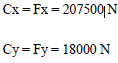 Cx = Fx = 207500 N
Cy = Fy = 18000 N